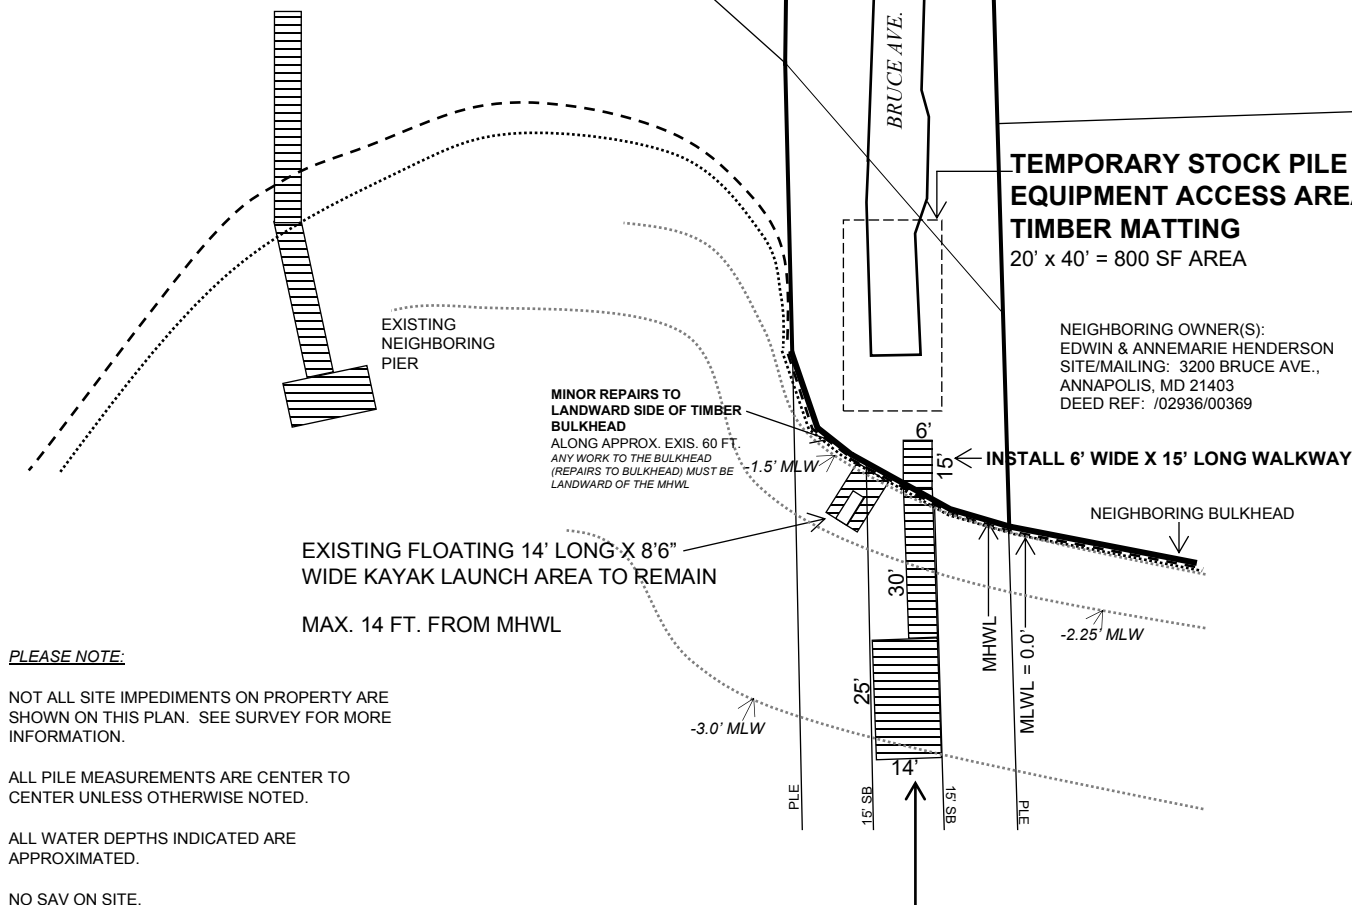 BRUCE AVE.
TEMPORARY STOCK PILE
EQUIPMENT ACCESS AREA
TIMBER MATTING
20' x 40' = 800 SF AREA
EXISTING
NEIGHBORING
PIER
NEIGHBORING OWNER(S):
EDWIN & ANNEMARIE HENDERSON
SITE/MAILING: 3200 BRUCE AVE.,
ANNAPOLIS, MD 21403
DEED REF: /02936/00369
MINOR REPAIRS TO
LANDWARD SIDE OF TIMBER
BULKHEAD
ALONG APPROX. EXIS. 60 FT.
ANY WORK TO THE BULKHEAD
(REPAIRS TO BULKHEAD) MUST BE
LANDWARD OF THE MHWL
-1.5' MLW
6'
15'
INSTALL 6' WIDE X 15' LONG WALKWAY
NEIGHBORING BULKHEAD
EXISTING FLOATING 14' LONG X 8'6"
WIDE KAYAK LAUNCH AREA TO REMAIN
MAX. 14 FT. FROM MHWL
30'
MHWL
MLWL = 0.0'
-2.25' MLW
25'
-3.0' MLW
14'
PLE
15' SB
15' SB
PLE
PLEASE NOTE:
NOT ALL SITE IMPEDIMENTS ON PROPERTY ARE
SHOWN ON THIS PLAN. SEE SURVEY FOR MORE
INFORMATION.
ALL PILE MEASUREMENTS ARE CENTER TO
CENTER UNLESS OTHERWISE NOTED.
ALL WATER DEPTHS INDICATED ARE
APPROXIMATED.
NO SAV ON SITE.